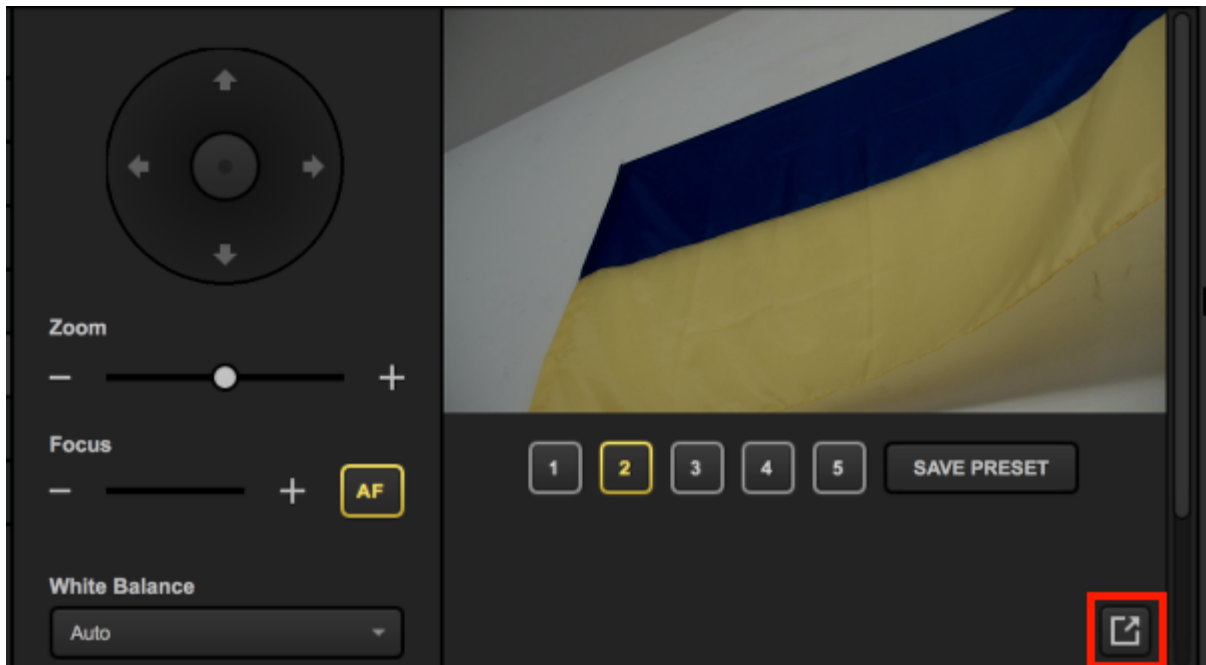 Zoom
− +
Focus
− + AF
1 2 3 4 5 SAVE PRESET
White Balance
Auto